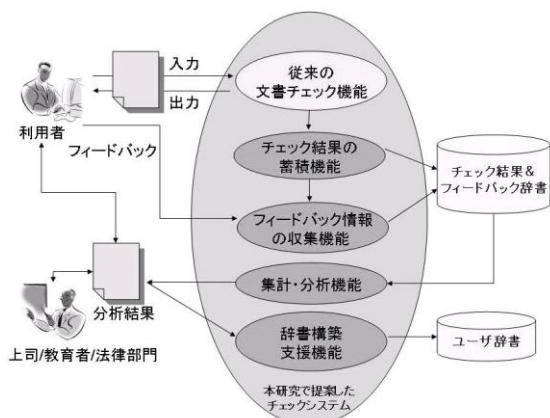 入力
出力
利用者
フィードバック
従来の
文書チェック機能
チェック結果の
蓄積機能
フィードバック情報
の収集機能
チェック結果&
フィードバック辞書
集計・分析機能
分析結果
上司/教育者/法律部門
辞書構築
支援機能
ユーザ辞書
本研究で提案した
チェックシステム